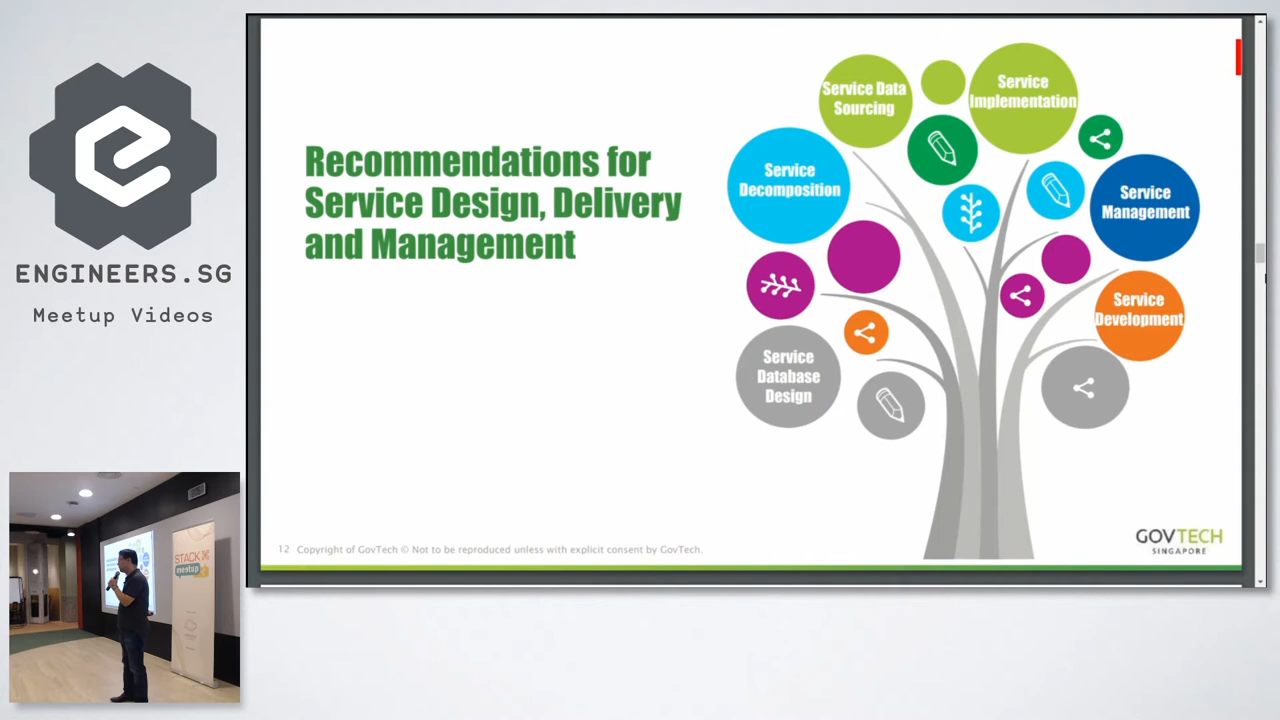 ENGINEERS.SG
Meetup Videos
Recommendations for
Service Design, Delivery
and Management
Service Data
Sourcing
Service
Implementation
Service
Decomposition
Service
Management
Service
Development
Service
Database
Design
12 Copyright of GovTech © Not to be reproduced unless with explicit consent by GovTech.
GOVTECH
SINGAPORE
STACK
meetup